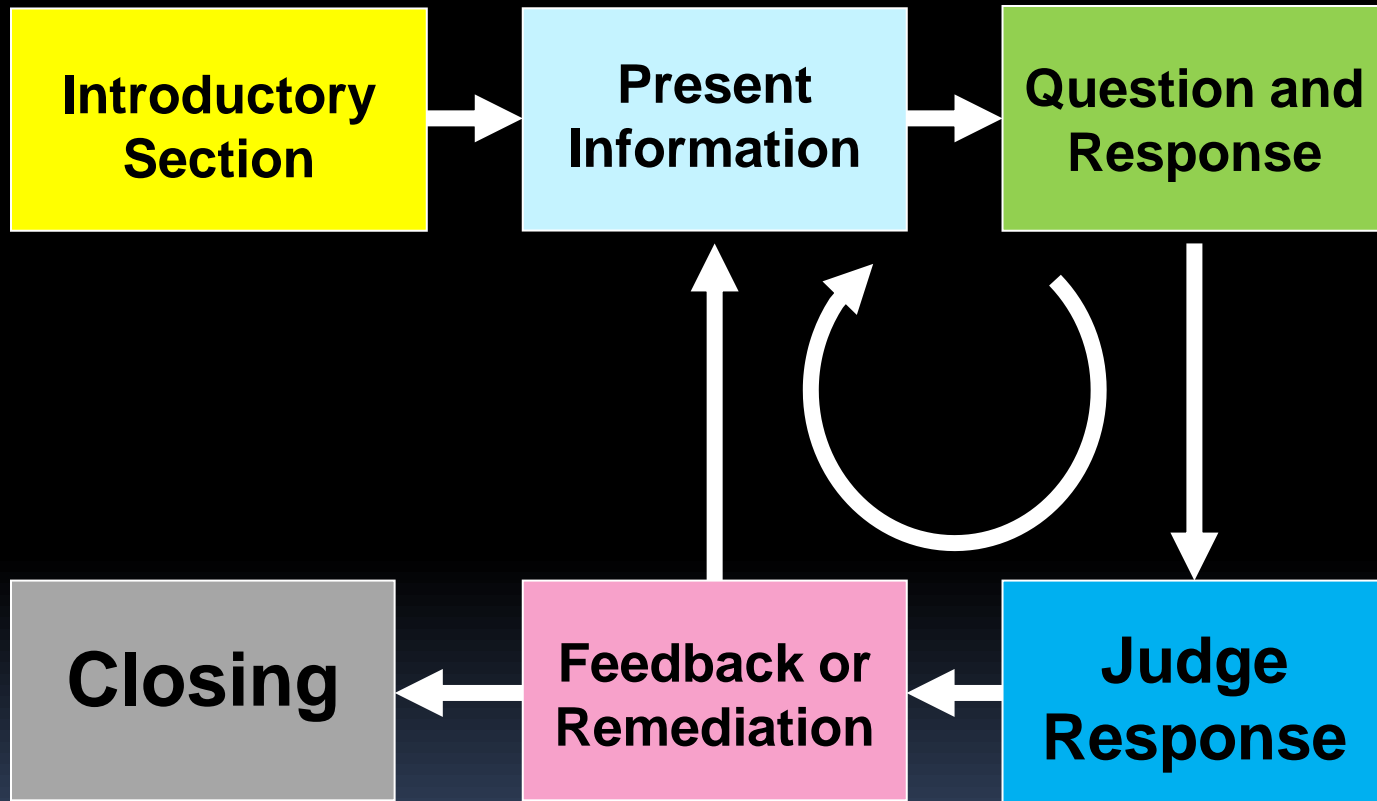 Introductory
Section
Present
Information
Question and
Response
Closing
Feedback or
Remediation
Judge
Response